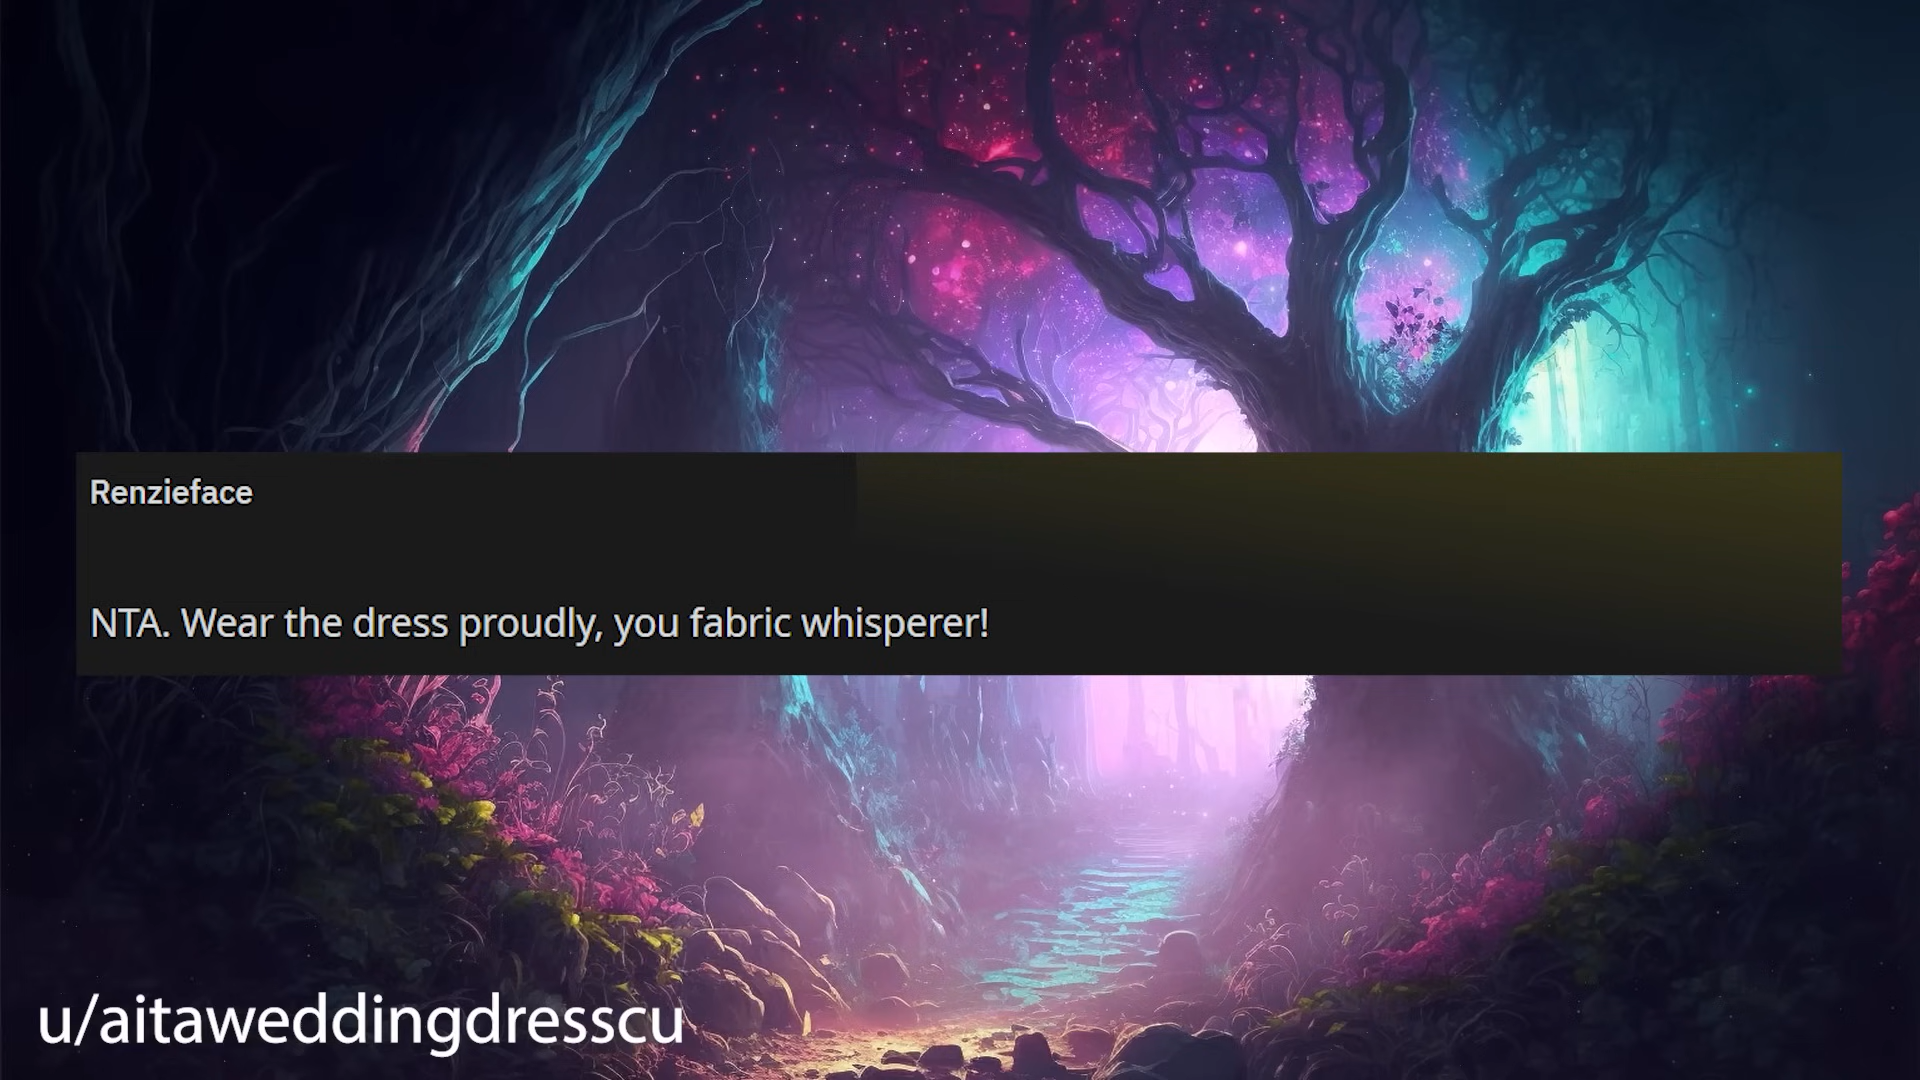 Renzieface
NTA. Wear the dress proudly, you fabric whisperer!
u/aitaweddingdresscu